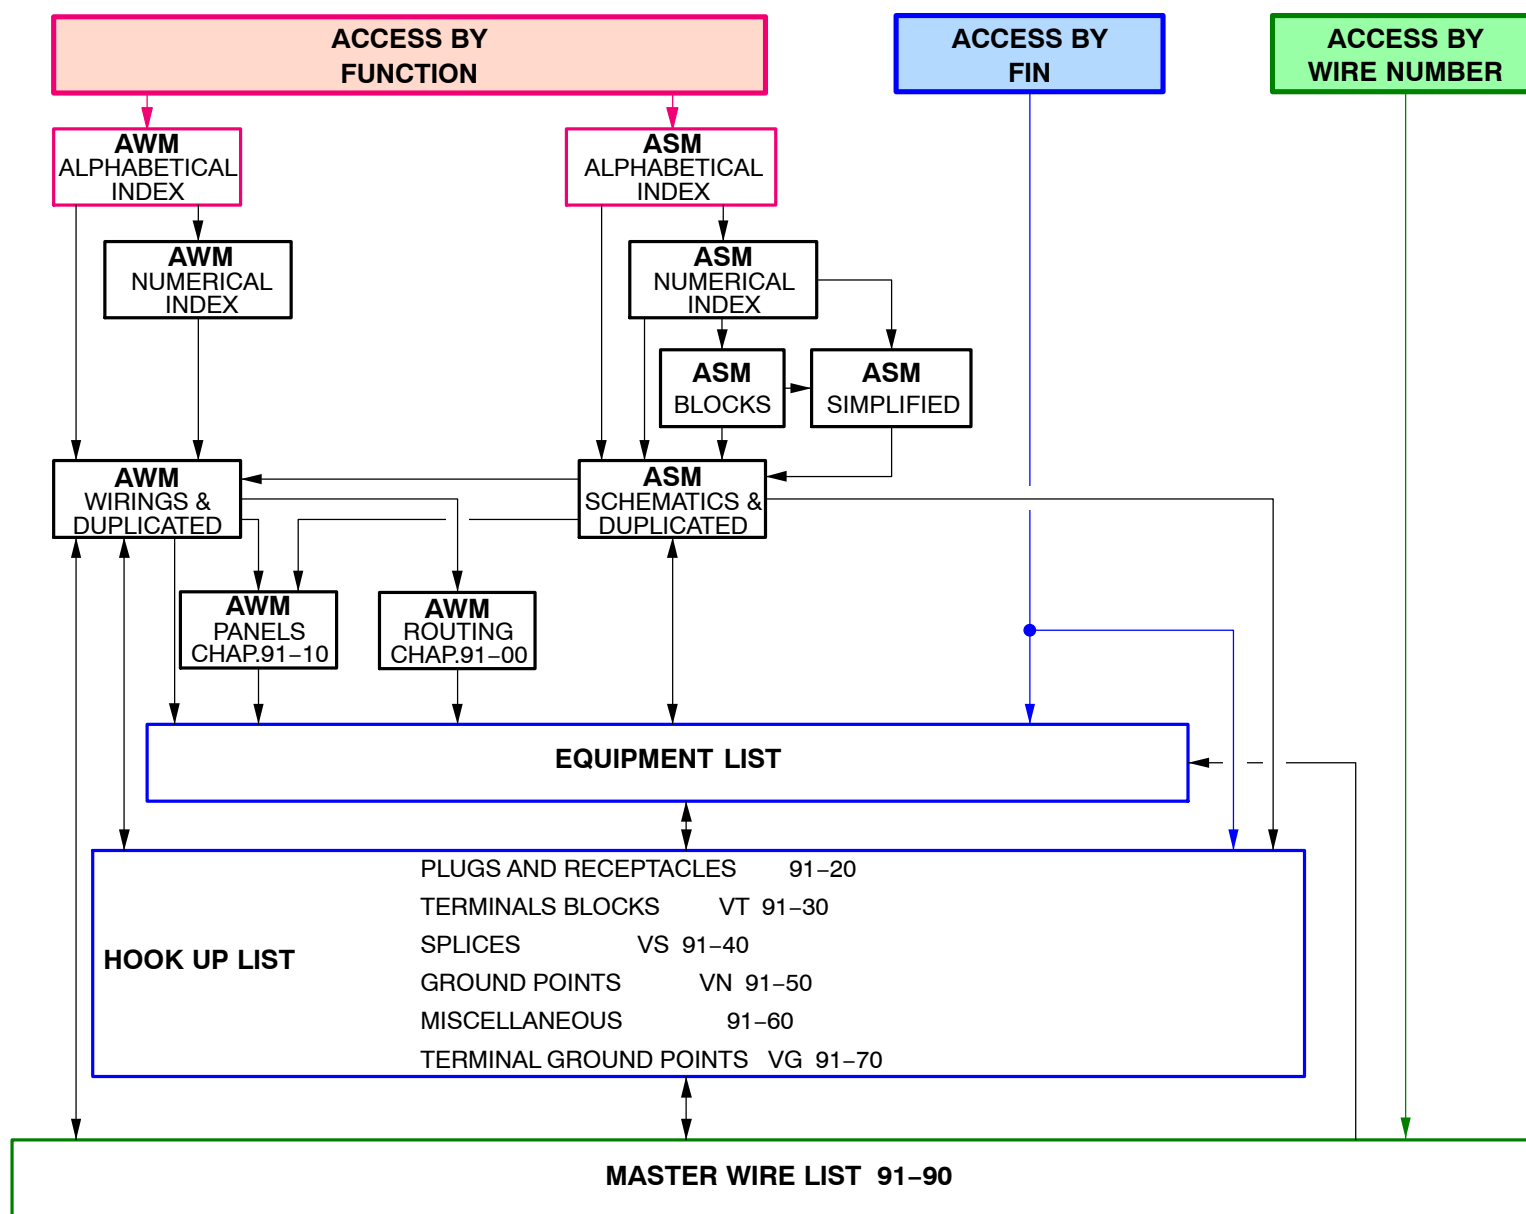 ACCESS BY
FUNCTION
ACCESS BY
FIN
ACCESS BY
WIRE NUMBER
AWM
ALPHABETICAL
INDEX
ASM
ALPHABETICAL
INDEX
AWM
NUMERICAL
INDEX
ASM
NUMERICAL
INDEX
ASM
BLOCKS
ASM
SIMPLIFIED
AWM
WIRINGS &
DUPLICATED
ASM
SCHEMATICS &
DUPLICATED
AWM
PANELS
CHAP.91−10
AWM
ROUTING
CHAP.91−00
EQUIPMENT LIST
HOOK UP LIST
PLUGS AND RECEPTACLES 91−20
TERMINALS BLOCKS VT 91−30
SPLICES VS 91−40
GROUND POINTS VN 91−50
MISCELLANEOUS 91−60
TERMINAL GROUND POINTS VG 91−70
MASTER WIRE LIST 91−90